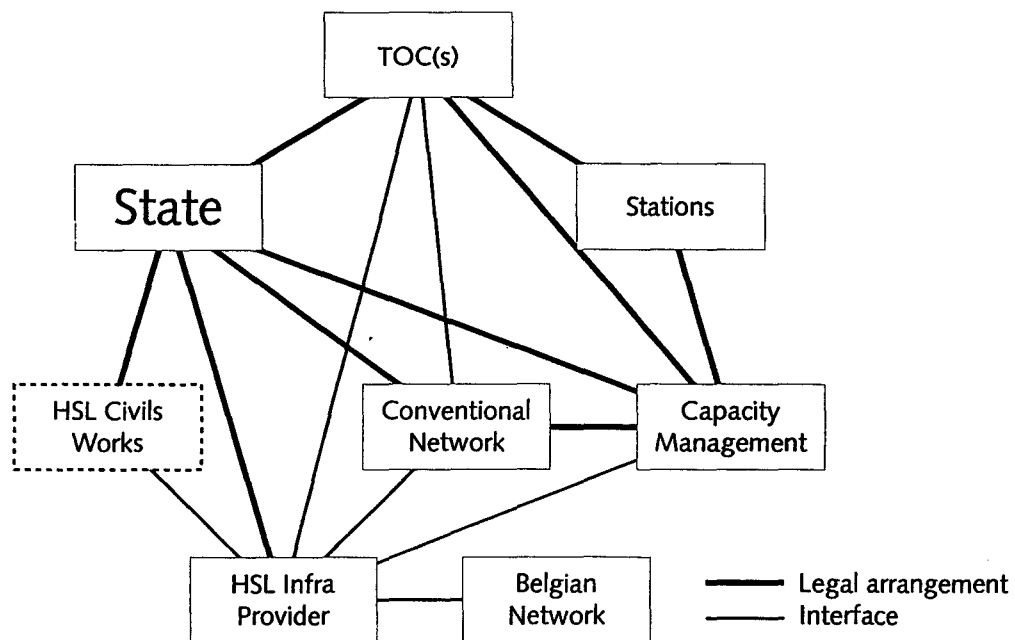 TOC(s)
State
Stations
HSL Civils
Works
Conventional
Network
Capacity
Management
HSL Infra
Provider
Belgian
Network
Legal arrangement
Interface